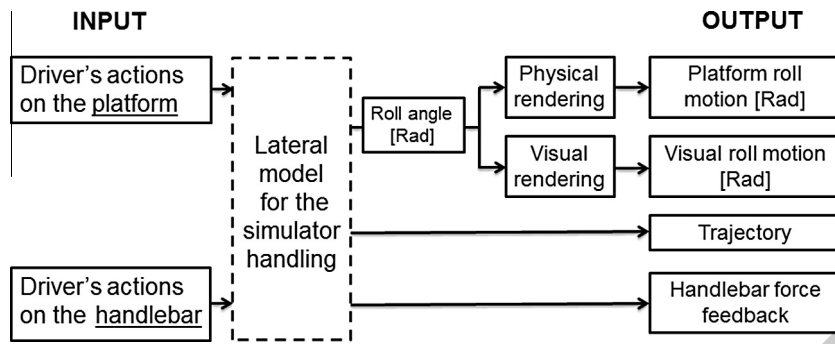 INPUT
OUTPUT
Driver's actions
on the platform
Driver's actions
on the handlebar
Lateral
model
for the
simulator
handling
Roll angle
[Rad]
Physical
rendering
Visual
rendering
Platform roll
motion [Rad]
Visual roll motion
[Rad]
Trajectory
Handlebar force
feedback